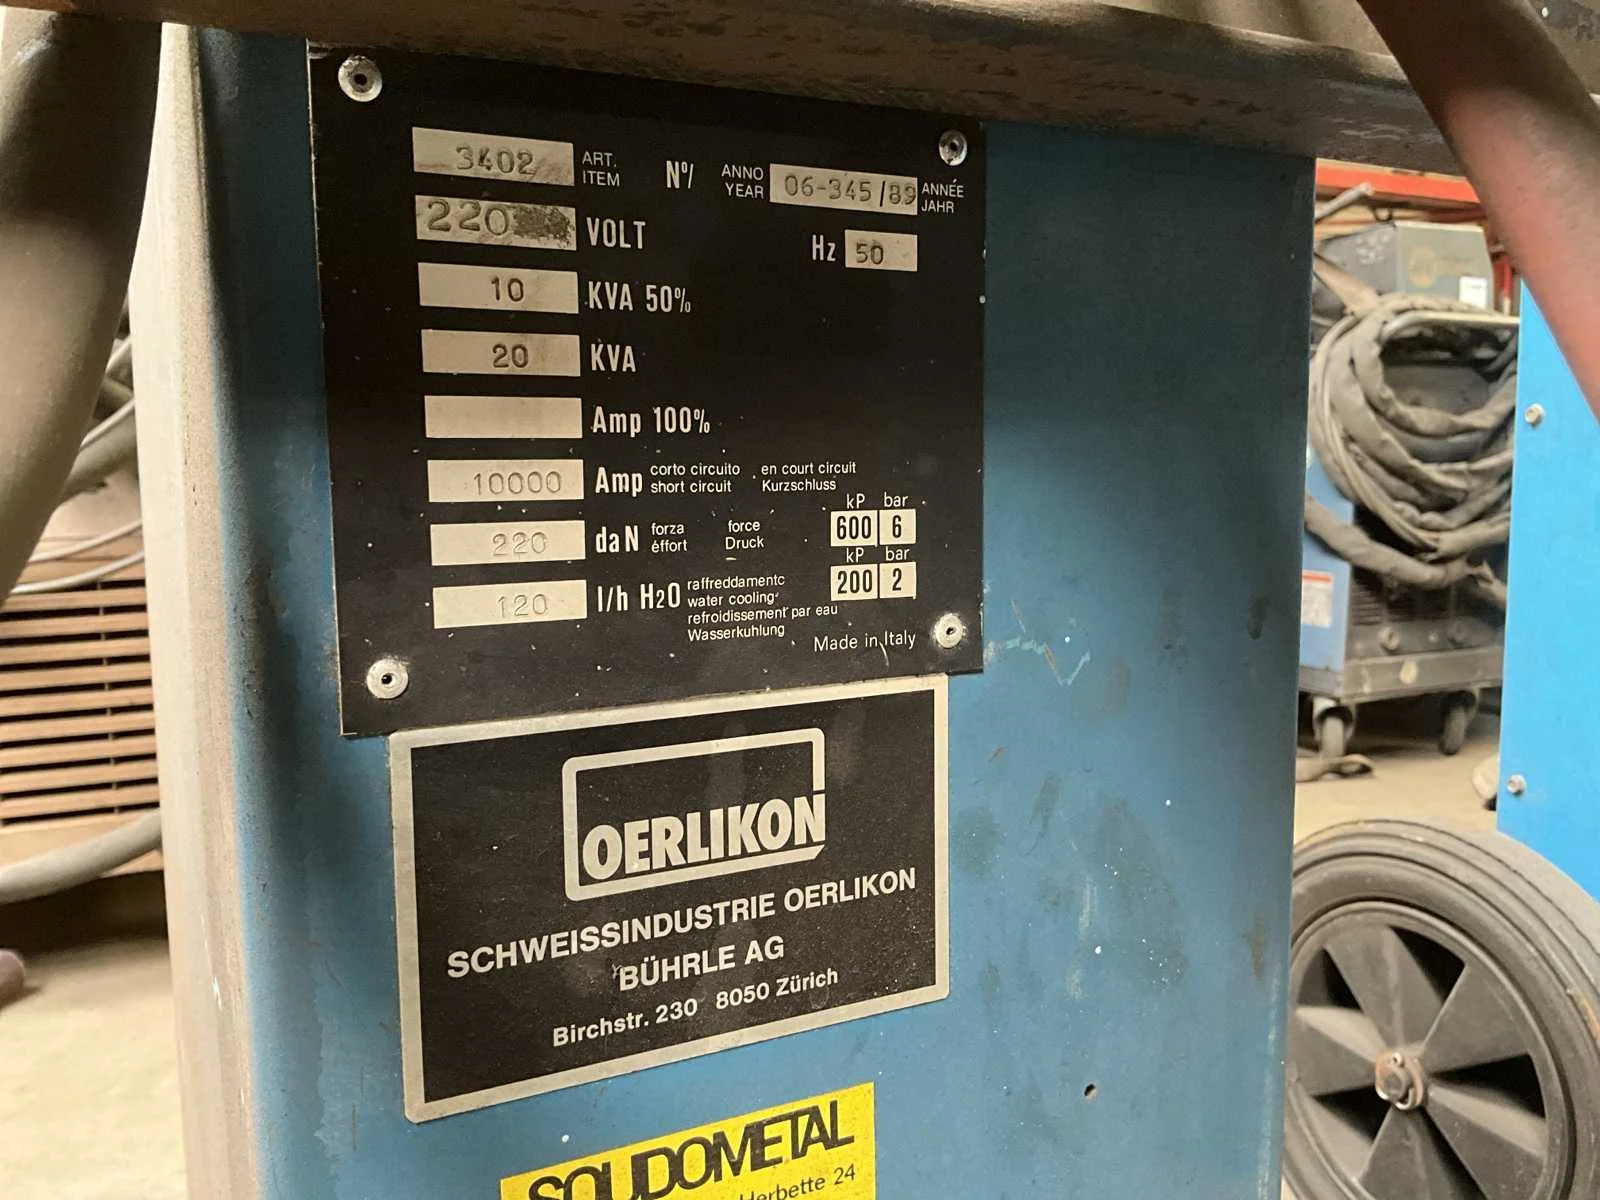 3402 ART. ITEM Nº/ ANNO YEAR 06-345/89 ANNÉE JAHR
220 VOLT Hz 50
10 KVA 50%
20 KVA
Amp 100%
10000 Amp corto circuito en court circuit
short circuit Kurzschluss
kP bar
220 daN forza force 600 6
éffort Druck
kP bar
200 2
120 l/h H2O raffreddamento
water cooling
refroidissement par eau
Wasserkuhlung
Made in Italy
OERLIKON
SCHWEISSINDUSTRIE OERLIKON
BÜHRLE AG
Birchstr. 230 8050 Zürich
SOUDOMETAL
Herbette 24